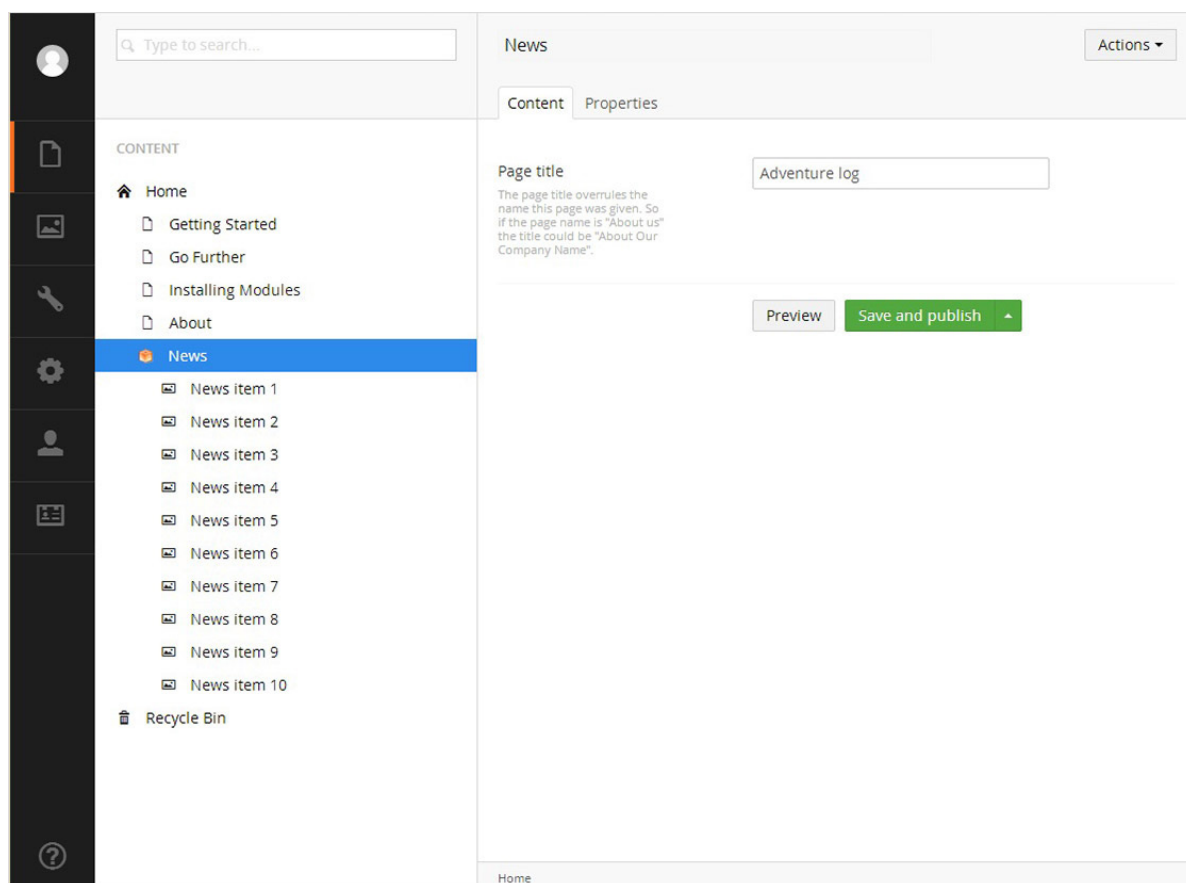 Type to search...
News
Actions
Content
Properties
CONTENT
Home
Getting Started
Go Further
Installing Modules
About
News
News item 1
News item 2
News item 3
News item 4
News item 5
News item 6
News item 7
News item 8
News item 9
News item 10
Recycle Bin
Page title
The page title overrules the
name this page was given. So
if the page name is "About us"
the title could be "About Our
Company Name".
Adventure log
Preview
Save and publish
Home